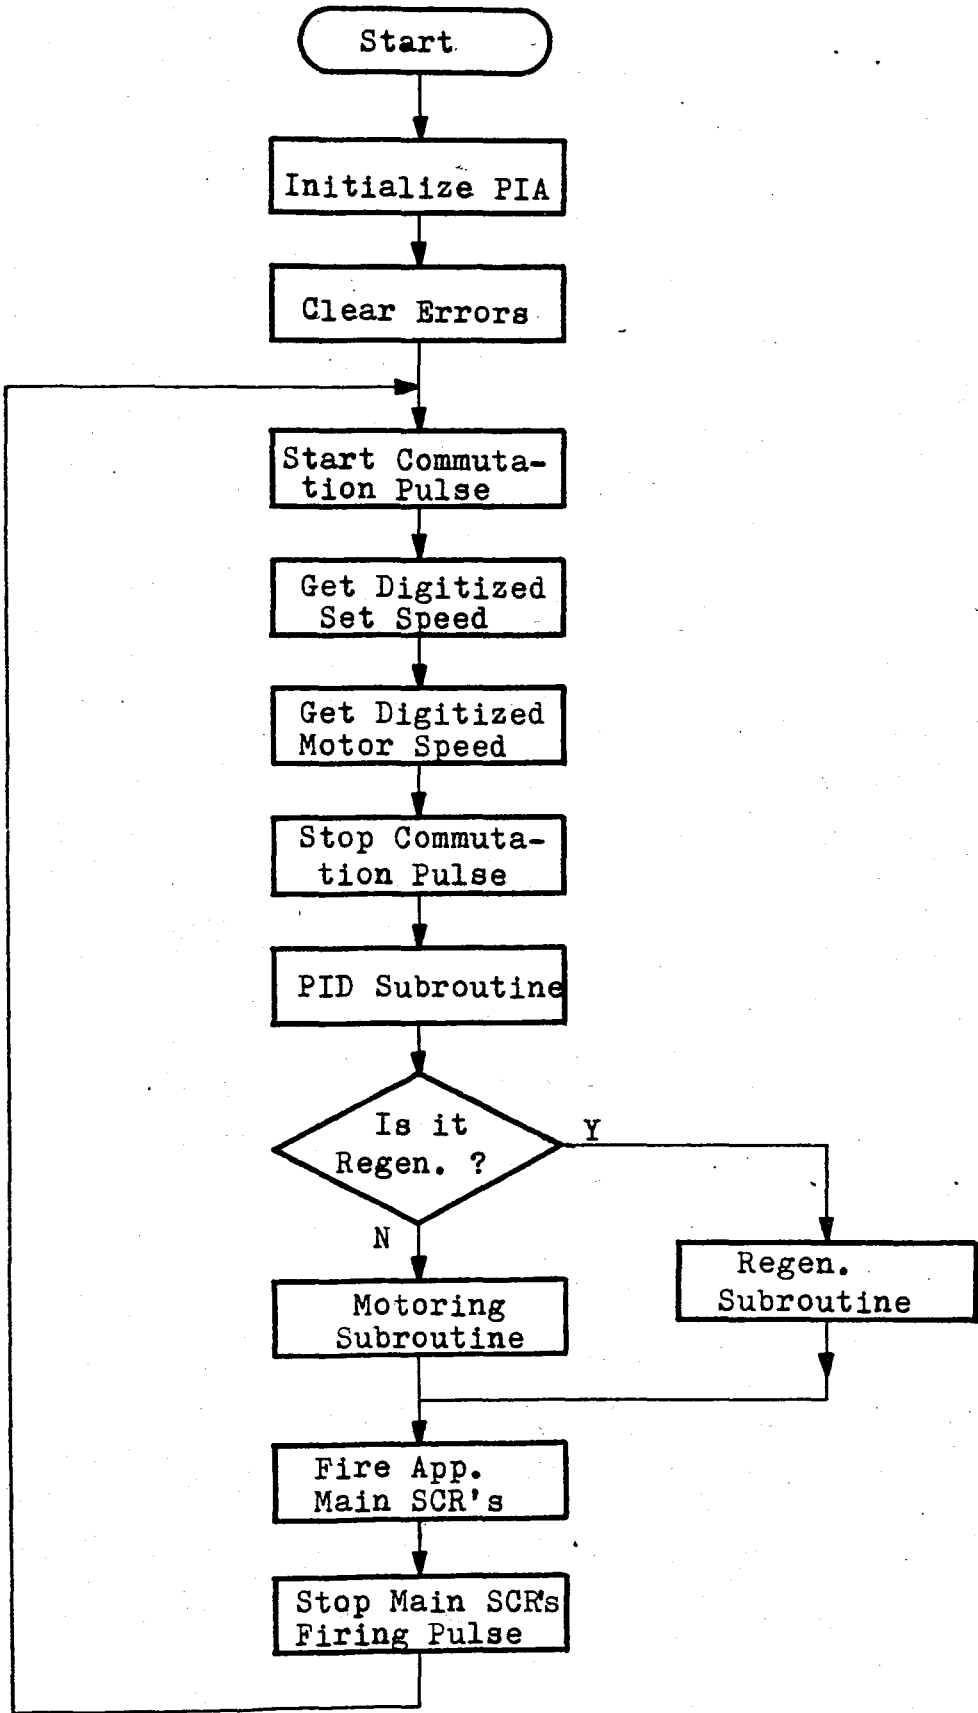 Start
Initialize PIA
Clear Errors
Start Commuta-
tion Pulse
Get Digitized
Set Speed
Get Digitized
Motor Speed
Stop Commuta-
tion Pulse
PID Subroutine
Is it
Regen. ?
Y
N
Regen.
Subroutine
Motoring
Subroutine
Fire App.
Main SCR's
Stop Main SCR's
Firing Pulse